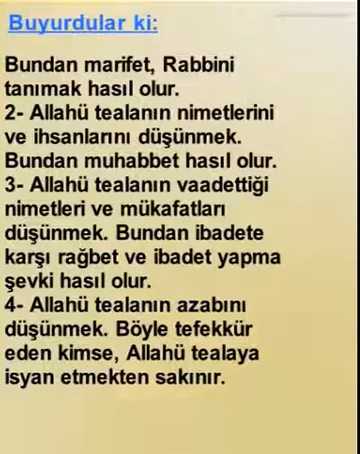 Buyurdular ki:
Bundan marifet, Rabbini
tanımak hasıl olur.
2- Allahü tealanın nimetlerini
ve ihsanlarını düşünmek.
Bundan muhabbet hasıl olur.
3- Allahü tealanın vaadettiği
nimetleri ve mükafatları
düşünmek. Bundan ibadete
karşı rağbet ve ibadet yapma
şevki hasıl olur.
4- Allahü tealanın azabını
düşünmek. Böyle tefekkür
eden kimse, Allahü tealaya
isyan etmekten sakınır.